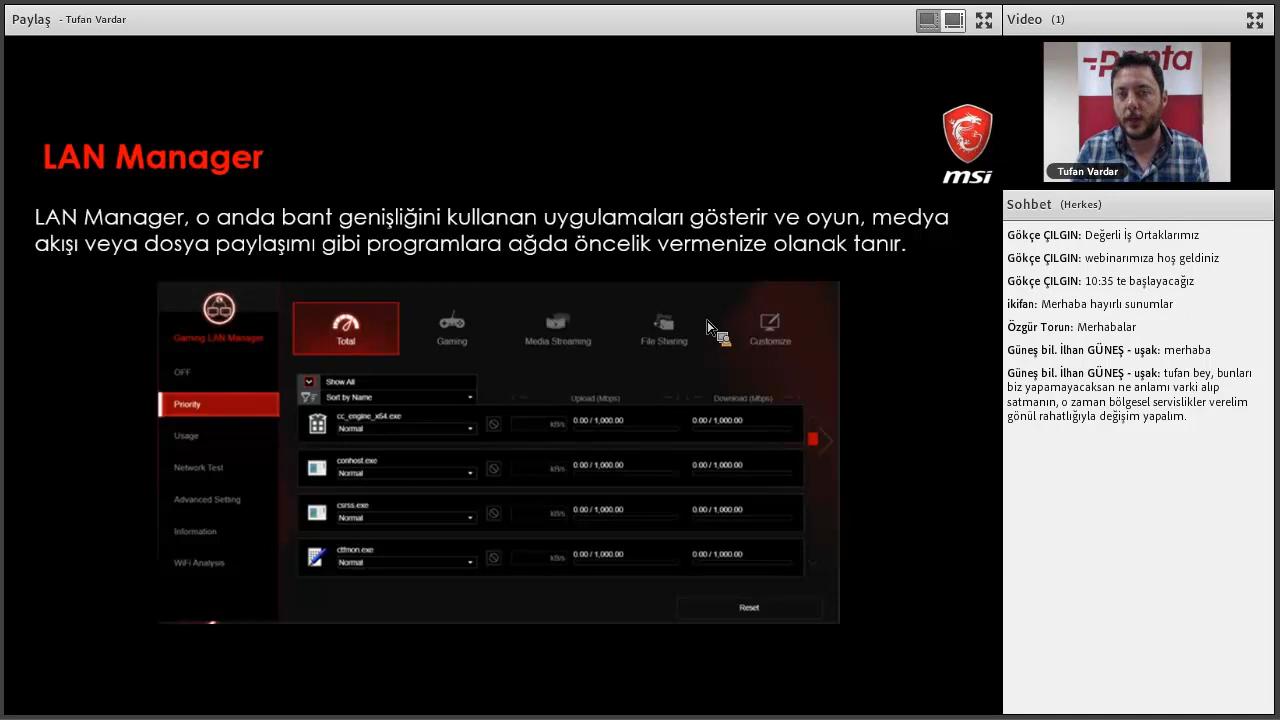 Paylaş - Tufan Vardar
LAN Manager
msi
LAN Manager, o anda bant genişliğini kullanan uygulamaları gösterir ve oyun, medya
akışı veya dosya paylaşımı gibi programlara ağda öncelik vermenize olanak tanır.
Gaming LAN Manager
OFF
Priority
Usage
Network Test
Advanced Setting
Information
WiFi Analysis
Total
Gaming
Media Streaming
File Sharing
Customize
Show All
Sort by Name
Upload (Mbps)
Download (Mbps)
cc_engine_x64.exe
Normal
kB/s
0.00 / 1,000.00
0.00 / 1,000.00
conhost.exe
Normal
kB/s
0.00 / 1,000.00
0.00 / 1,000.00
csrss.exe
Normal
kB/s
0.00 / 1,000.00
0.00 / 1,000.00
ctfmon.exe
Normal
kB/s
0.00 / 1,000.00
0.00 / 1,000.00
Reset
Video (1)
penta
Tufan Vardar
Sohbet (Herkes)
Gökçe ÇILGIN: Değerli İş Ortaklarımız
Gökçe ÇILGIN: webinarımıza hoş geldiniz
Gökçe ÇILGIN: 10:35 te başlayacağız
ikifan: Merhaba hayırlı sunumlar
Özgür Torun: Merhabalar
Güneş bil. İlhan GÜNEŞ - uşak: merhaba
Güneş bil. İlhan GÜNEŞ - uşak: tufan bey, bunları
biz yapamayacaksan ne anlamı varki alıp
satmanın, o zaman bölgesel servislikler verelim
gönül rahatlığıyla değişim yapalım.